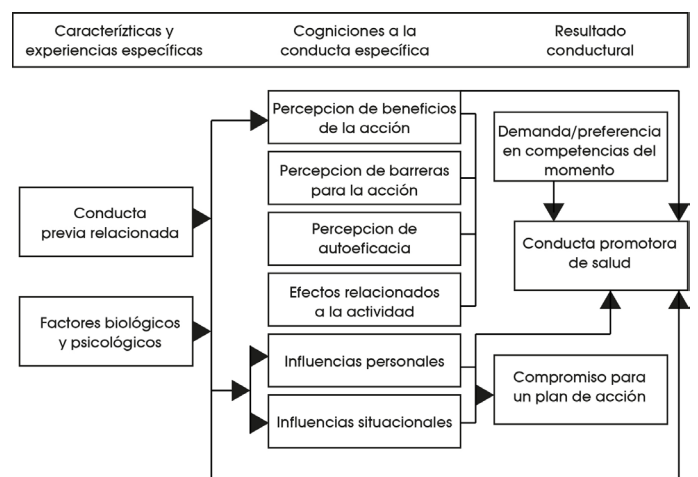 Caracterízticas y
experiencias específicas
Cogniciones a la
conducta específica
Resultado
conductural
Percepcion de beneficios
de la acción
Percepcion de barreras
para la acción
Percepcion de
autoeficacia
Efectos relacionados
a la actividad
Influencias personales
Influencias situacionales
Conducta
previa relacionada
Factores biológicos
y psicológicos
Demanda/preferencia
en competencias del
momento
Conducta promotora
de salud
Compromiso para
un plan de acción